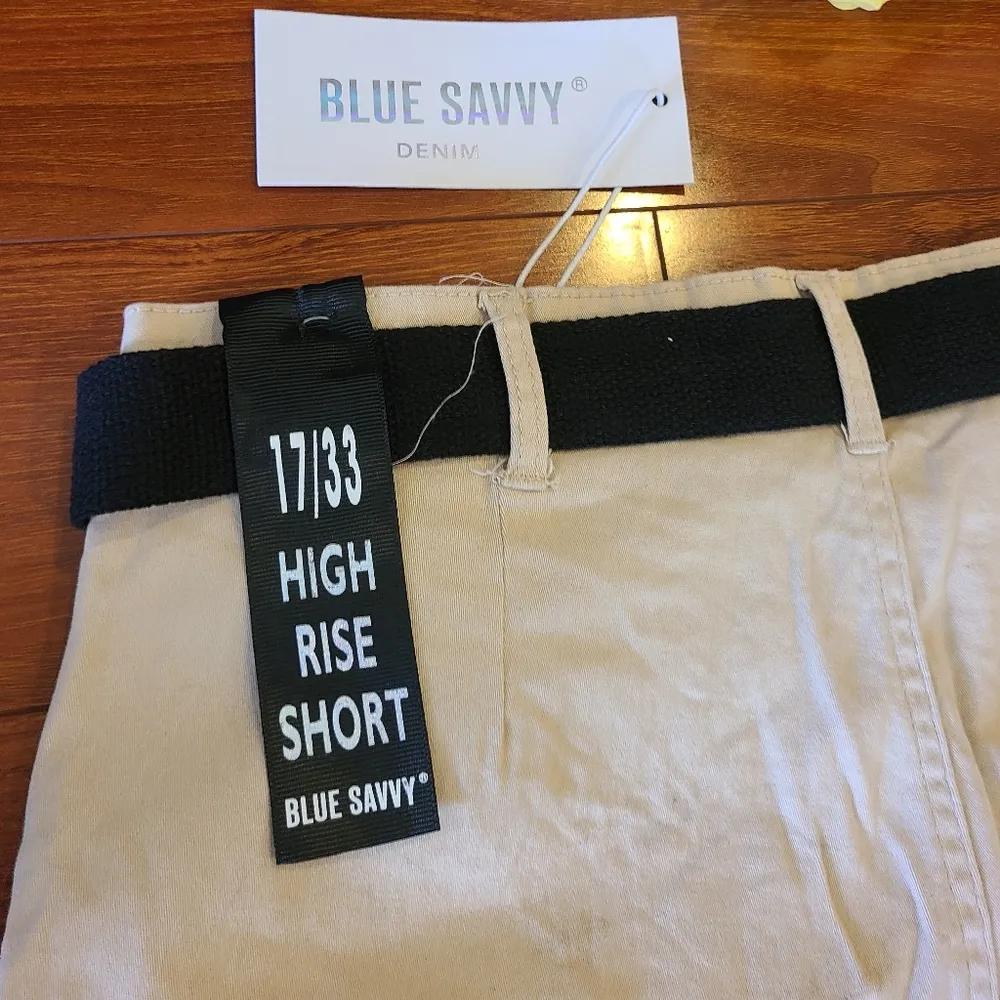 BLUE SAVVY®
DENIM
17/33
HIGH
RISE
SHORT
BLUE SAVVY®